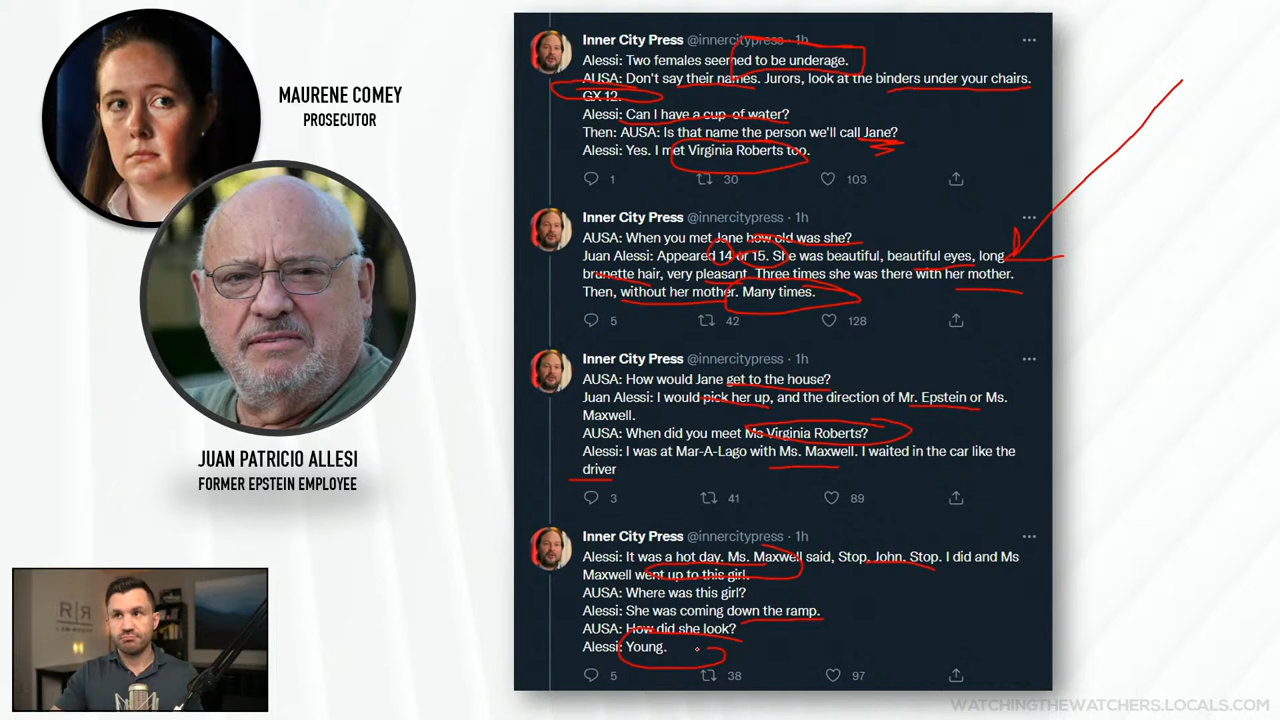 MAURENE COMEY
PROSECUTOR
JUAN PATRICIO ALLESI
FORMER EPSTEIN EMPLOYEE
Inner City Press @innercitypress · 1h
Alessi: Two females seemed to be underage.
AUSA: Don't say their names. Jurors, look at the binders under your chairs.
GX 12.
Alessi: Can I have a cup of water?
Then: AUSA: Is that name the person we'll call Jane?
Alessi: Yes. I met Virginia Roberts too.
1 30 103
Inner City Press @innercitypress · 1h
AUSA: When you met Jane how old was she?
Juan Alessi: Appeared 14 or 15. She was beautiful, beautiful eyes, long
brunette hair, very pleasant Three times she was there with her mother.
Then, without her mother. Many times.
5 42 128
Inner City Press @innercitypress · 1h
AUSA: How would Jane get to the house?
Juan Alessi: I would pick her up, and the direction of Mr. Epstein or Ms.
Maxwell.
AUSA: When did you meet Ms Virginia Roberts?
Alessi: I was at Mar-A-Lago with Ms. Maxwell. I waited in the car like the
driver
3 41 89
Inner City Press @innercitypress · 1h
Alessi: It was a hot day. Ms. Maxwell said, Stop. John. Stop. I did and Ms
Maxwell went up to this girl.
AUSA: Where was this girl?
Alessi: She was coming down the ramp.
AUSA: How did she look?
Alessi: Young.
5 38 97
R R
LAW GROUP
WATCHINGTHEWATCHERS.LOCALS.COM